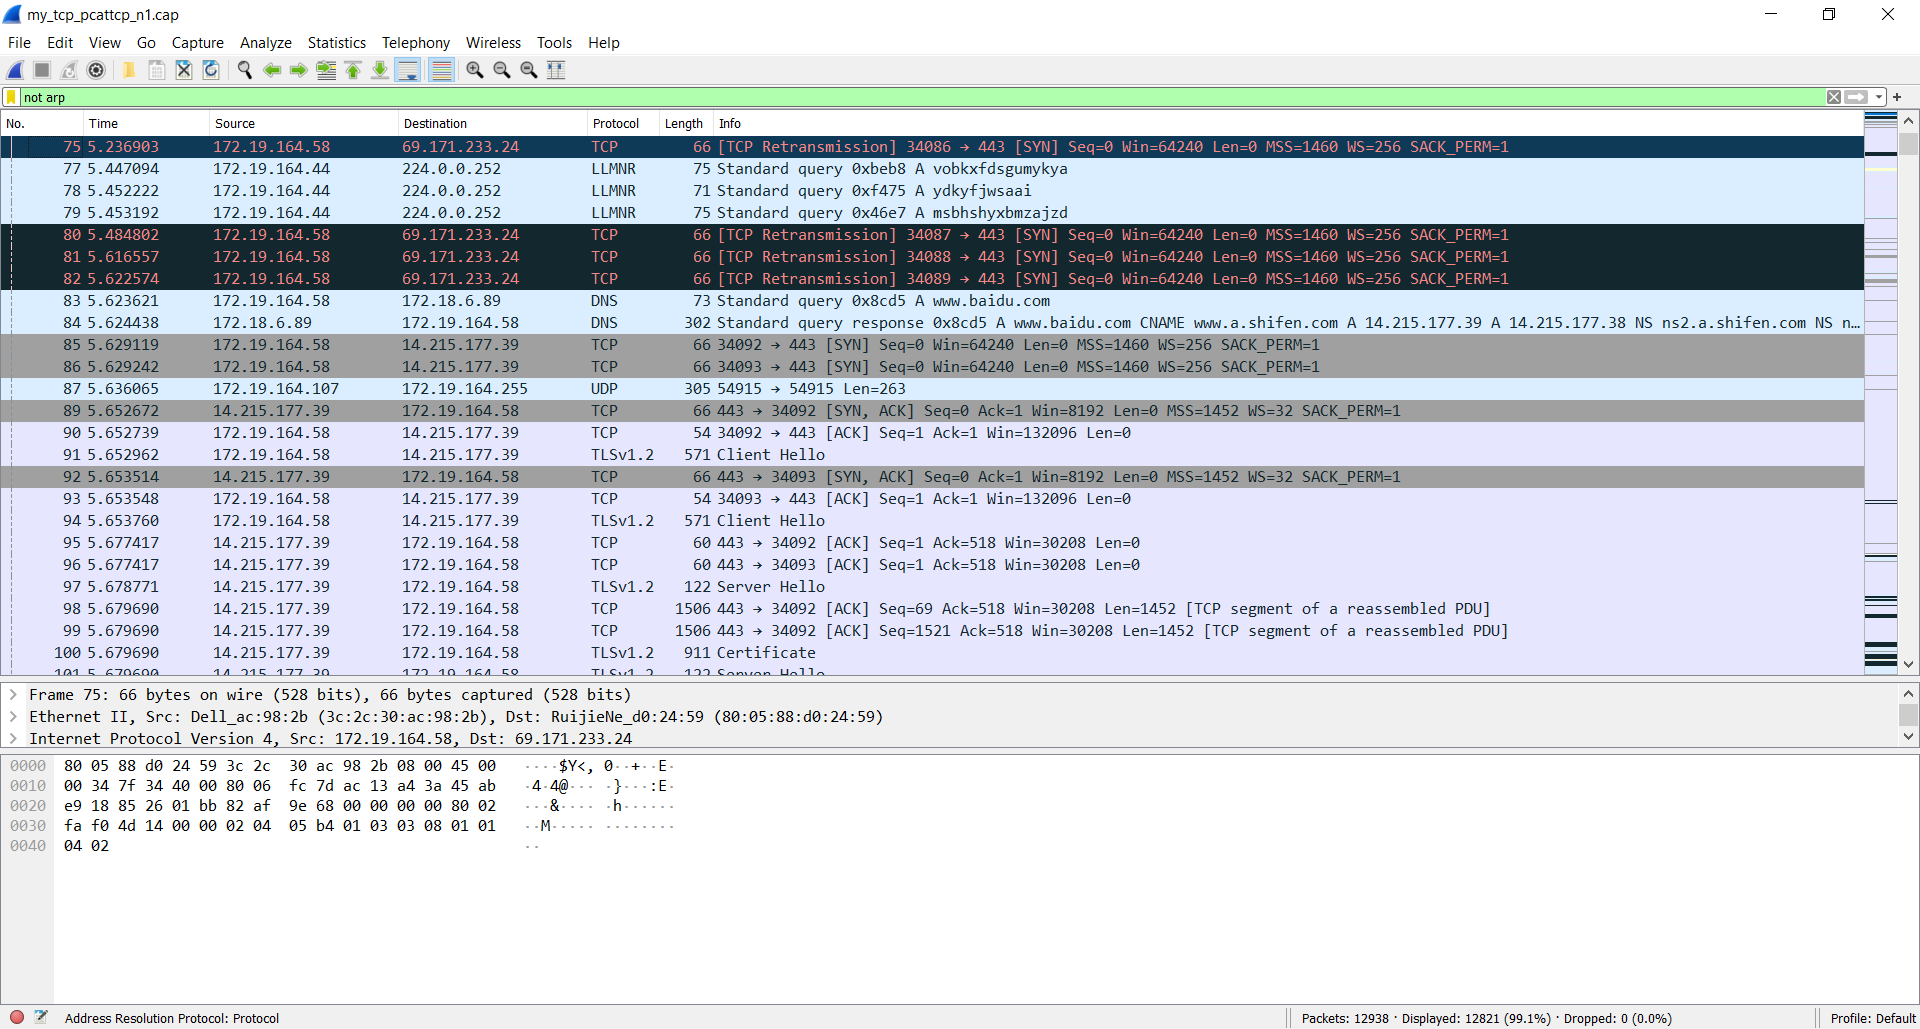 my_tcp_pcattcp_n1.cap
File Edit View Go Capture Analyze Statistics Telephony Wireless Tools Help
not arp
No. Time Source Destination Protocol Length Info
75 5.236903 172.19.164.58 69.171.233.24 TCP 66 [TCP Retransmission] 34086 → 443 [SYN] Seq=0 Win=64240 Len=0 MSS=1460 WS=256 SACK_PERM=1
77 5.447094 172.19.164.44 224.0.0.252 LLMNR 75 Standard query 0xbeb8 A vobkxfdsgumykya
78 5.452222 172.19.164.44 224.0.0.252 LLMNR 71 Standard query 0xf475 A ydkyfjwsaai
79 5.453192 172.19.164.44 224.0.0.252 LLMNR 75 Standard query 0x46e7 A msbhshyxbmzajzd
80 5.484802 172.19.164.58 69.171.233.24 TCP 66 [TCP Retransmission] 34087 → 443 [SYN] Seq=0 Win=64240 Len=0 MSS=1460 WS=256 SACK_PERM=1
81 5.616557 172.19.164.58 69.171.233.24 TCP 66 [TCP Retransmission] 34088 → 443 [SYN] Seq=0 Win=64240 Len=0 MSS=1460 WS=256 SACK_PERM=1
82 5.622574 172.19.164.58 69.171.233.24 TCP 66 [TCP Retransmission] 34089 → 443 [SYN] Seq=0 Win=64240 Len=0 MSS=1460 WS=256 SACK_PERM=1
83 5.623621 172.19.164.58 172.18.6.89 DNS 73 Standard query 0x8cd5 A www.baidu.com
84 5.624438 172.18.6.89 172.19.164.58 DNS 302 Standard query response 0x8cd5 A www.baidu.com CNAME www.a.shifen.com A 14.215.177.39 A 14.215.177.38 NS ns2.a.shifen.com NS n…
85 5.629119 172.19.164.58 14.215.177.39 TCP 66 34092 → 443 [SYN] Seq=0 Win=64240 Len=0 MSS=1460 WS=256 SACK_PERM=1
86 5.629242 172.19.164.58 14.215.177.39 TCP 66 34093 → 443 [SYN] Seq=0 Win=64240 Len=0 MSS=1460 WS=256 SACK_PERM=1
87 5.636065 172.19.164.107 172.19.164.255 UDP 305 54915 → 54915 Len=263
89 5.652672 14.215.177.39 172.19.164.58 TCP 66 443 → 34092 [SYN, ACK] Seq=0 Ack=1 Win=8192 Len=0 MSS=1452 WS=32 SACK_PERM=1
90 5.652739 172.19.164.58 14.215.177.39 TCP 54 34092 → 443 [ACK] Seq=1 Ack=1 Win=132096 Len=0
91 5.652962 172.19.164.58 14.215.177.39 TLSv1.2 571 Client Hello
92 5.653514 14.215.177.39 172.19.164.58 TCP 66 443 → 34093 [SYN, ACK] Seq=0 Ack=1 Win=8192 Len=0 MSS=1452 WS=32 SACK_PERM=1
93 5.653548 172.19.164.58 14.215.177.39 TCP 54 34093 → 443 [ACK] Seq=1 Ack=1 Win=132096 Len=0
94 5.653760 172.19.164.58 14.215.177.39 TLSv1.2 571 Client Hello
95 5.677417 14.215.177.39 172.19.164.58 TCP 60 443 → 34092 [ACK] Seq=1 Ack=518 Win=30208 Len=0
96 5.677417 14.215.177.39 172.19.164.58 TCP 60 443 → 34093 [ACK] Seq=1 Ack=518 Win=30208 Len=0
97 5.678771 14.215.177.39 172.19.164.58 TLSv1.2 122 Server Hello
98 5.679690 14.215.177.39 172.19.164.58 TCP 1506 443 → 34092 [ACK] Seq=69 Ack=518 Win=30208 Len=1452 [TCP segment of a reassembled PDU]
99 5.679690 14.215.177.39 172.19.164.58 TCP 1506 443 → 34092 [ACK] Seq=1521 Ack=518 Win=30208 Len=1452 [TCP segment of a reassembled PDU]
100 5.679690 14.215.177.39 172.19.164.58 TLSv1.2 911 Certificate
101 5.679690 14.215.177.39 172.19.164.58 TLSv1.2 122 Server Hello
Frame 75: 66 bytes on wire (528 bits), 66 bytes captured (528 bits)
Ethernet II, Src: Dell_ac:98:2b (3c:2c:30:ac:98:2b), Dst: RuijieNe_d0:24:59 (80:05:88:d0:24:59)
Internet Protocol Version 4, Src: 172.19.164.58, Dst: 69.171.233.24
0000 80 05 88 d0 24 59 3c 2c 30 ac 98 2b 08 00 45 00 ····$Y<, 0··+··E·
0010 00 34 7f 34 40 00 80 06 fc 7d ac 13 a4 3a 45 ab ·4·4@··· ·}···:E·
0020 e9 18 85 26 01 bb 82 af 9e 68 00 00 00 00 80 02 ···&···· ·h······
0030 fa f0 4d 14 00 00 02 04 05 b4 01 03 03 08 01 01 ··M····· ········
0040 04 02 ··
Address Resolution Protocol: Protocol
Packets: 12938 · Displayed: 12821 (99.1%) · Dropped: 0 (0.0%)
Profile: Default